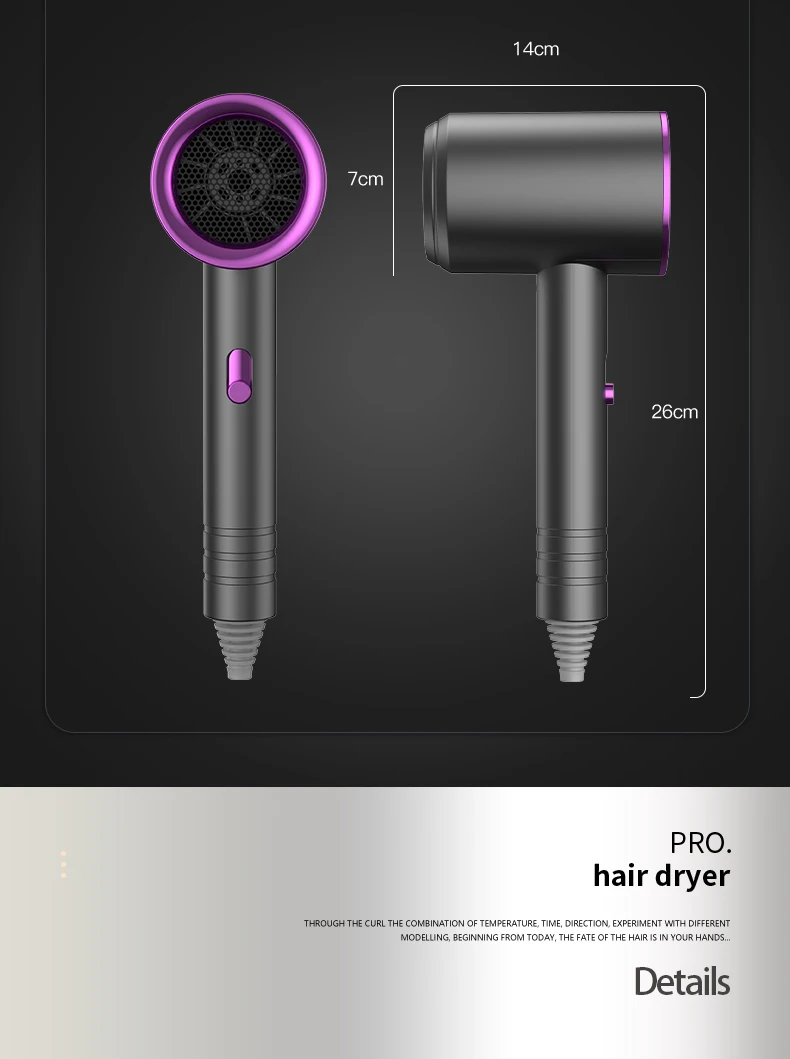 14cm
7cm
26cm
PRO.
hair dryer
THROUGH THE CURL THE COMBINATION OF TEMPERATURE, TIME, DIRECTION, EXPERIMENT WITH DIFFERENT
MODELLING, BEGINNING FROM TODAY, THE FATE OF THE HAIR IS IN YOUR HANDS...
Details